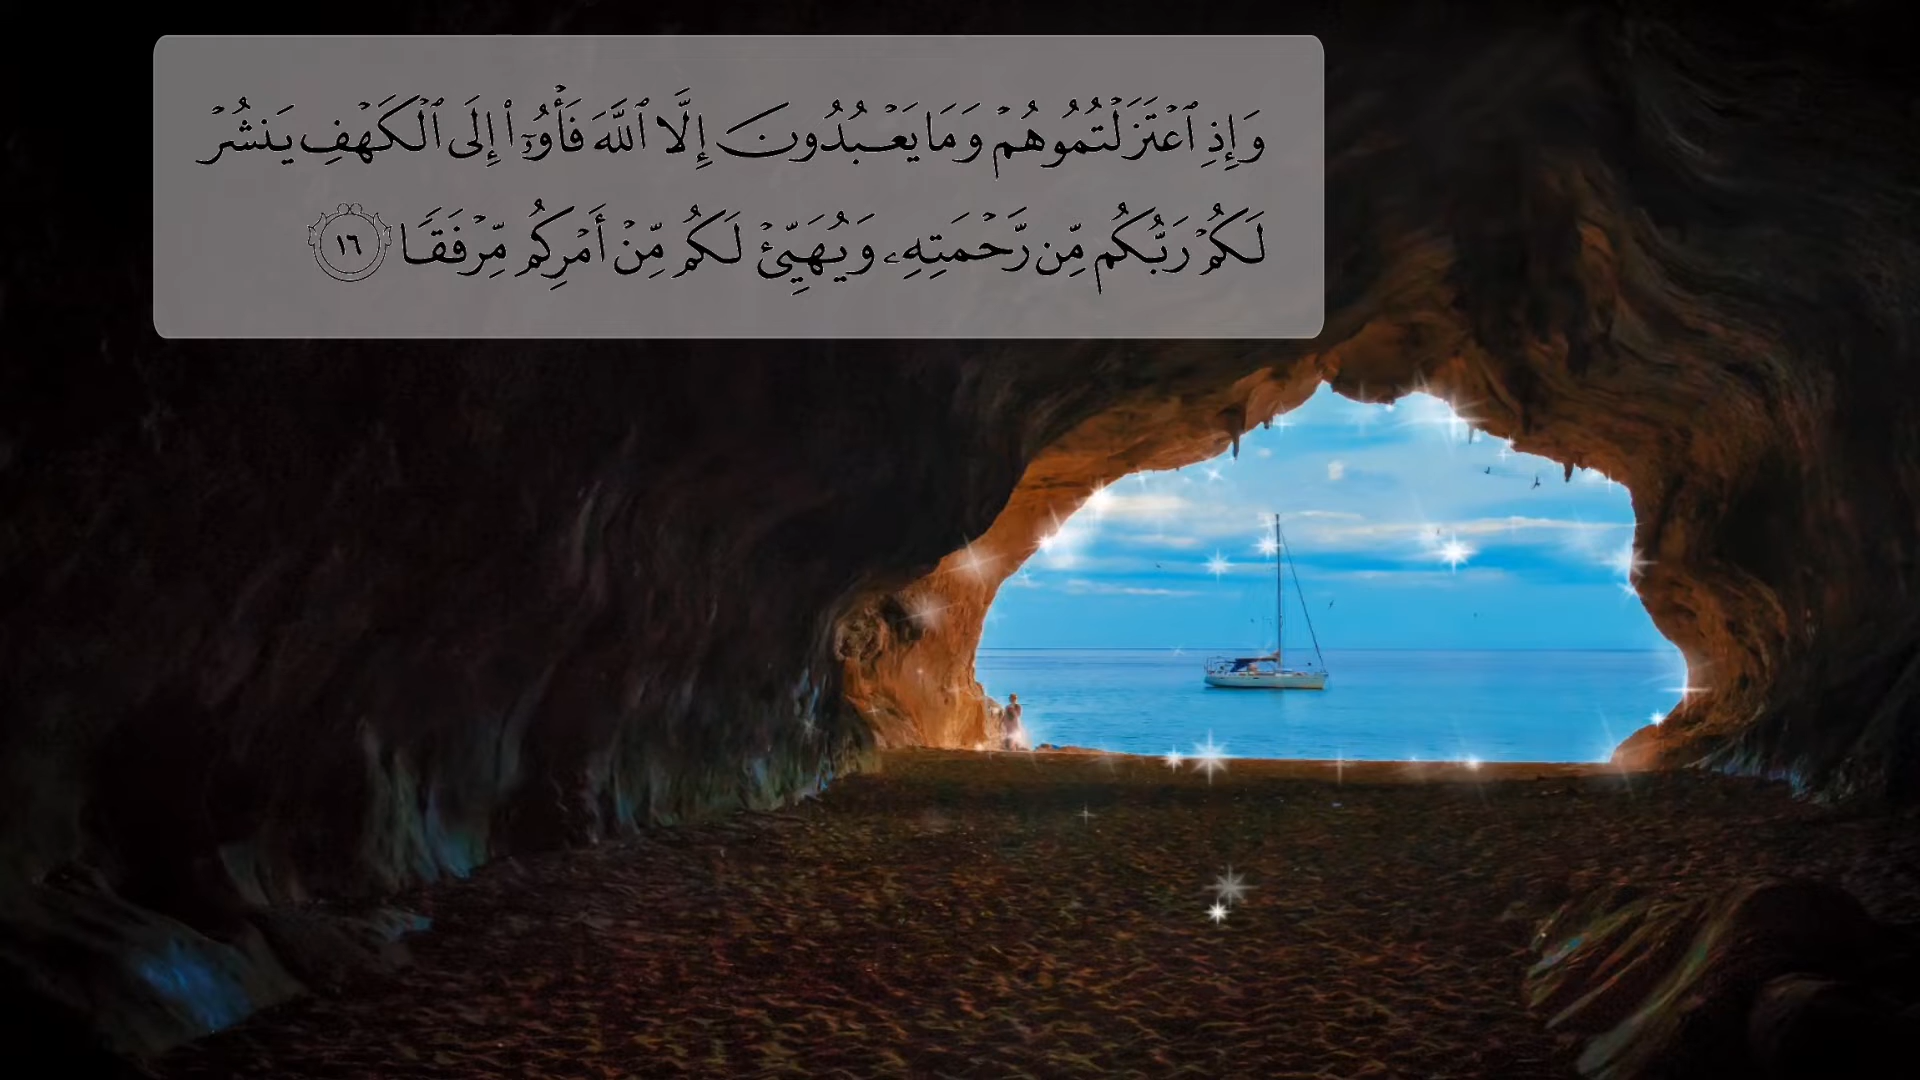 وَإِذِ ٱعۡتَزَلۡتُمُوهُمۡ وَمَا يَعۡبُدُونَ إِلَّا ٱللَّهَ فَأۡوُۥٓاْ إِلَى ٱلۡكَهۡفِ يَنشُرۡ
لَكُمۡ رَبُّكُم مِّن رَّحۡمَتِهِۦ وَيُهَيِّئۡ لَكُم مِّنۡ أَمۡرِكُم مِّرۡفَقٗا ١٦